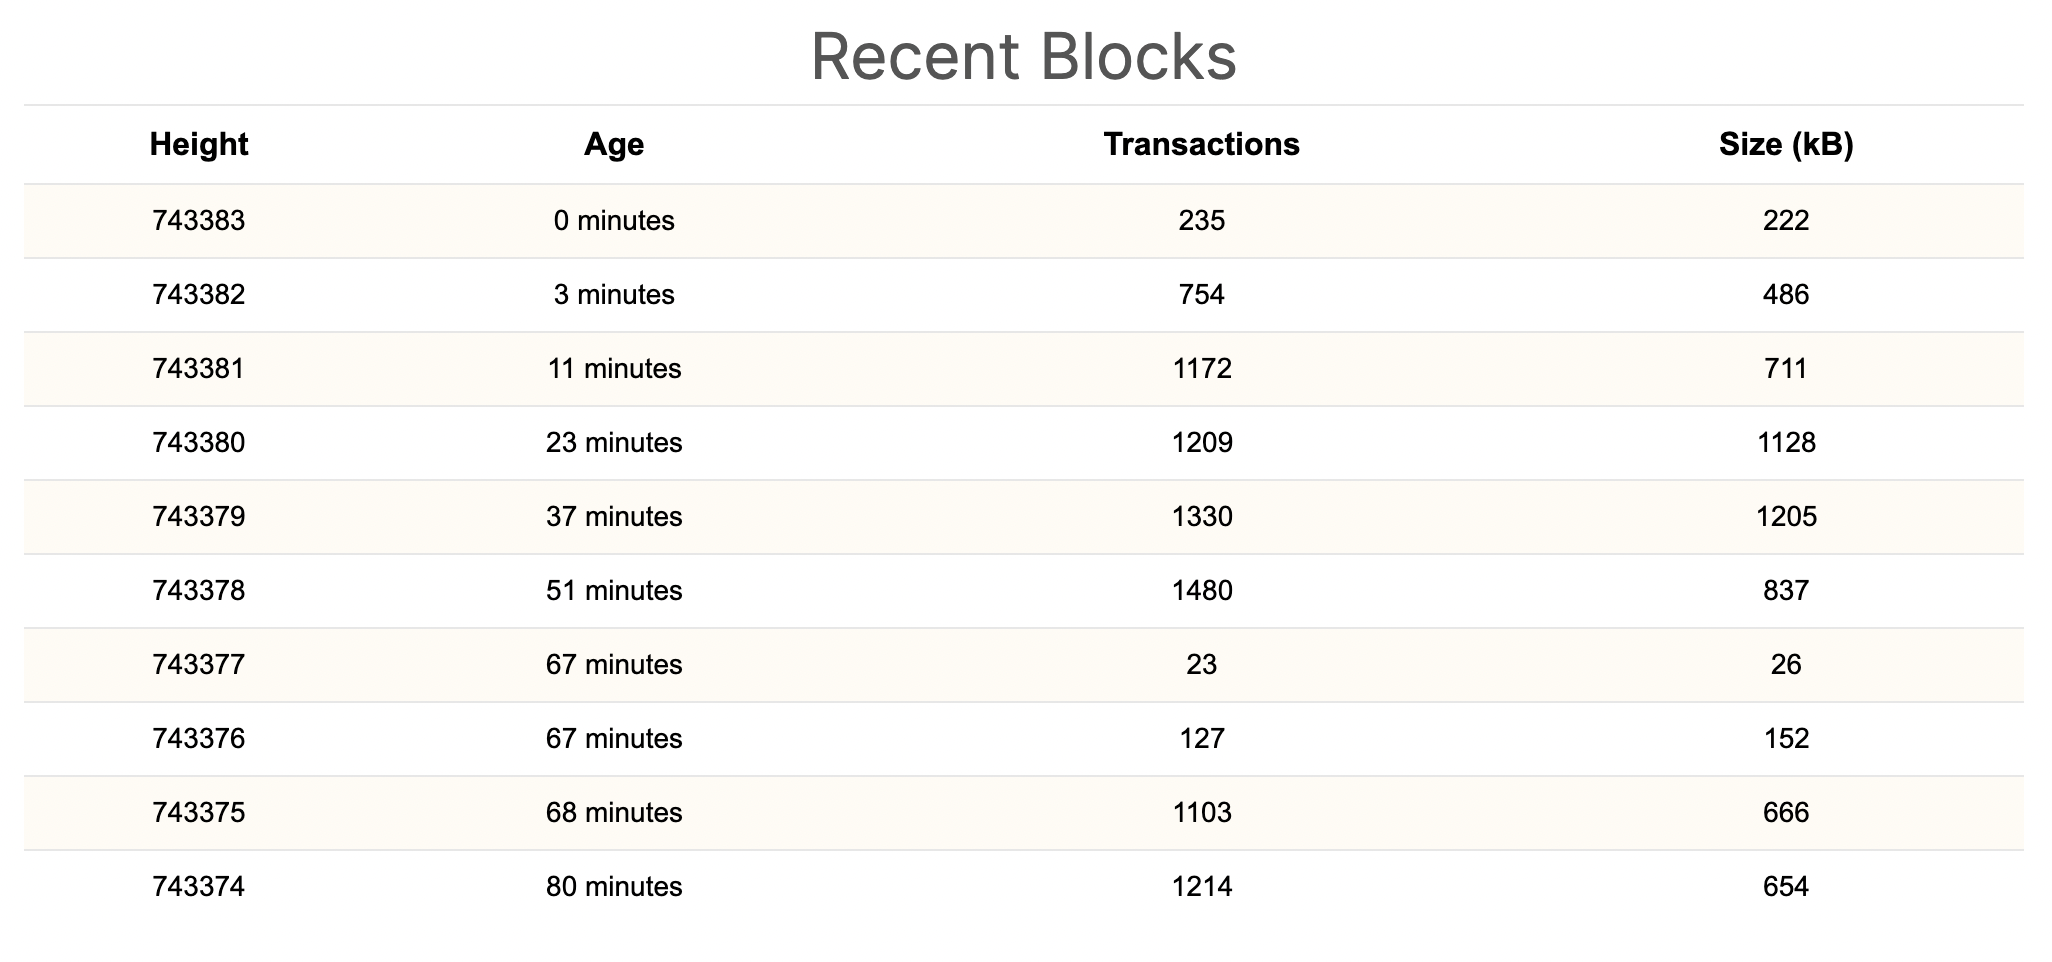 Recent Blocks
Height Age Transactions Size (kB)
743383 0 minutes 235 222
743382 3 minutes 754 486
743381 11 minutes 1172 711
743380 23 minutes 1209 1128
743379 37 minutes 1330 1205
743378 51 minutes 1480 837
743377 67 minutes 23 26
743376 67 minutes 127 152
743375 68 minutes 1103 666
743374 80 minutes 1214 654